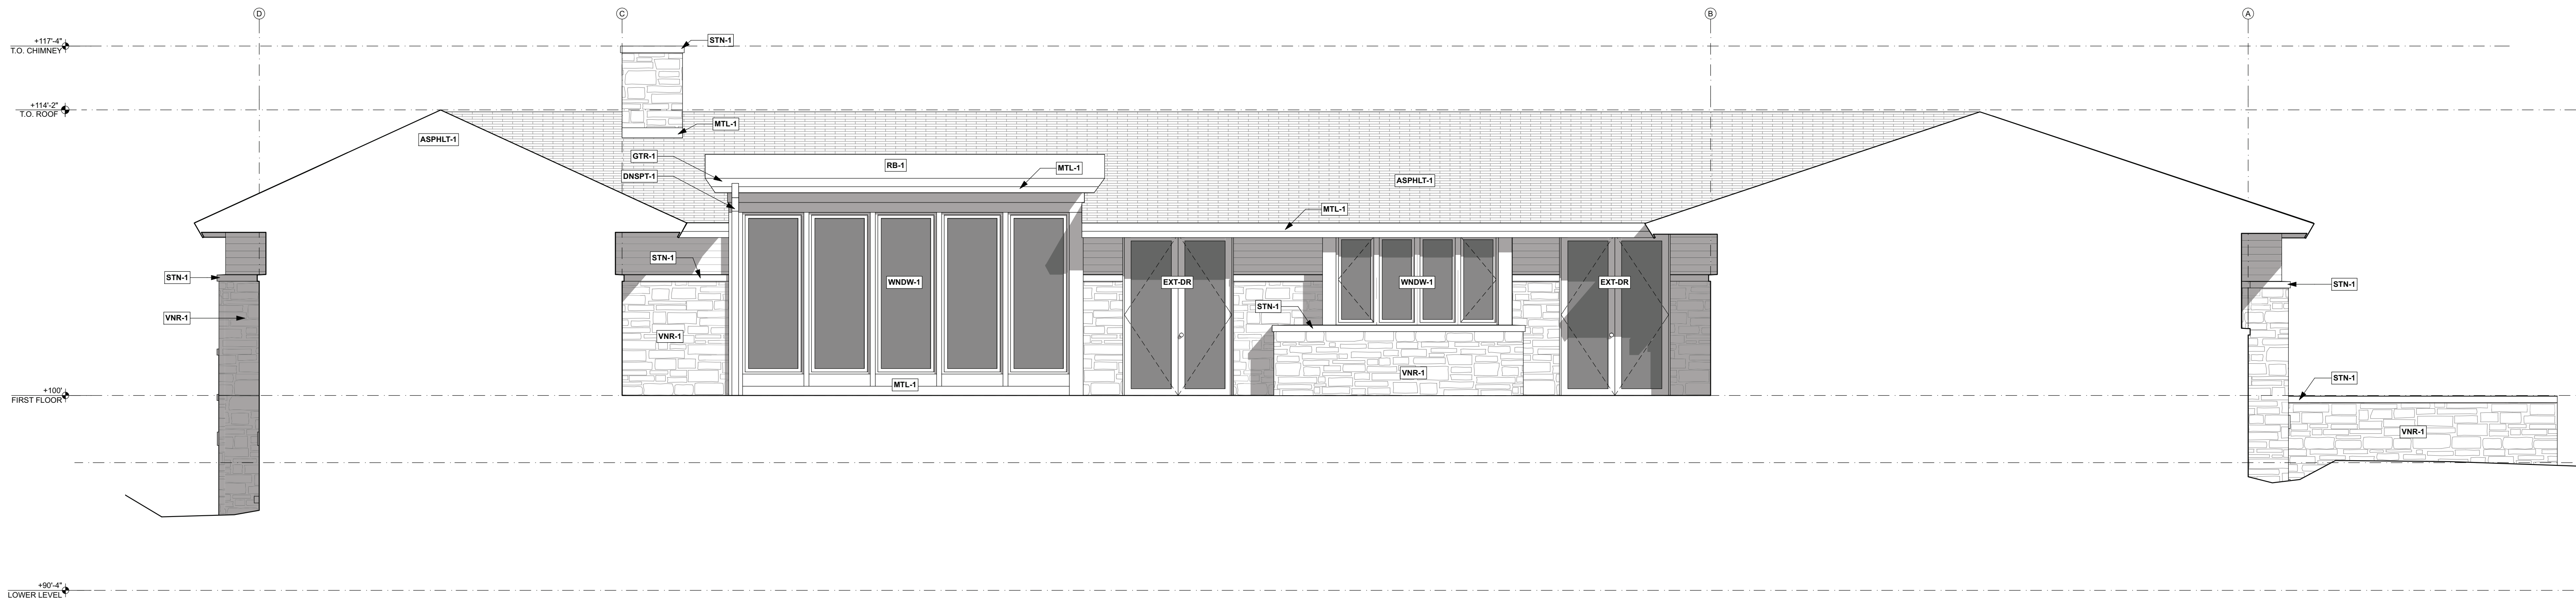 D
C
B
A
+117'-4"
T.O. CHIMNEY
STN-1
+114'-2"
T.O. ROOF
MTL-1
ASPHLT-1
GTR-1
RB-1
MTL-1
DNSPT-1
ASPHLT-1
MTL-1
STN-1
STN-1
WNDW-1
EXT-DR
WNDW-1
EXT-DR
STN-1
STN-1
VNR-1
VNR-1
VNR-1
STN-1
MTL-1
+100'
FIRST FLOOR
VNR-1
+90'-4"
LOWER LEVEL